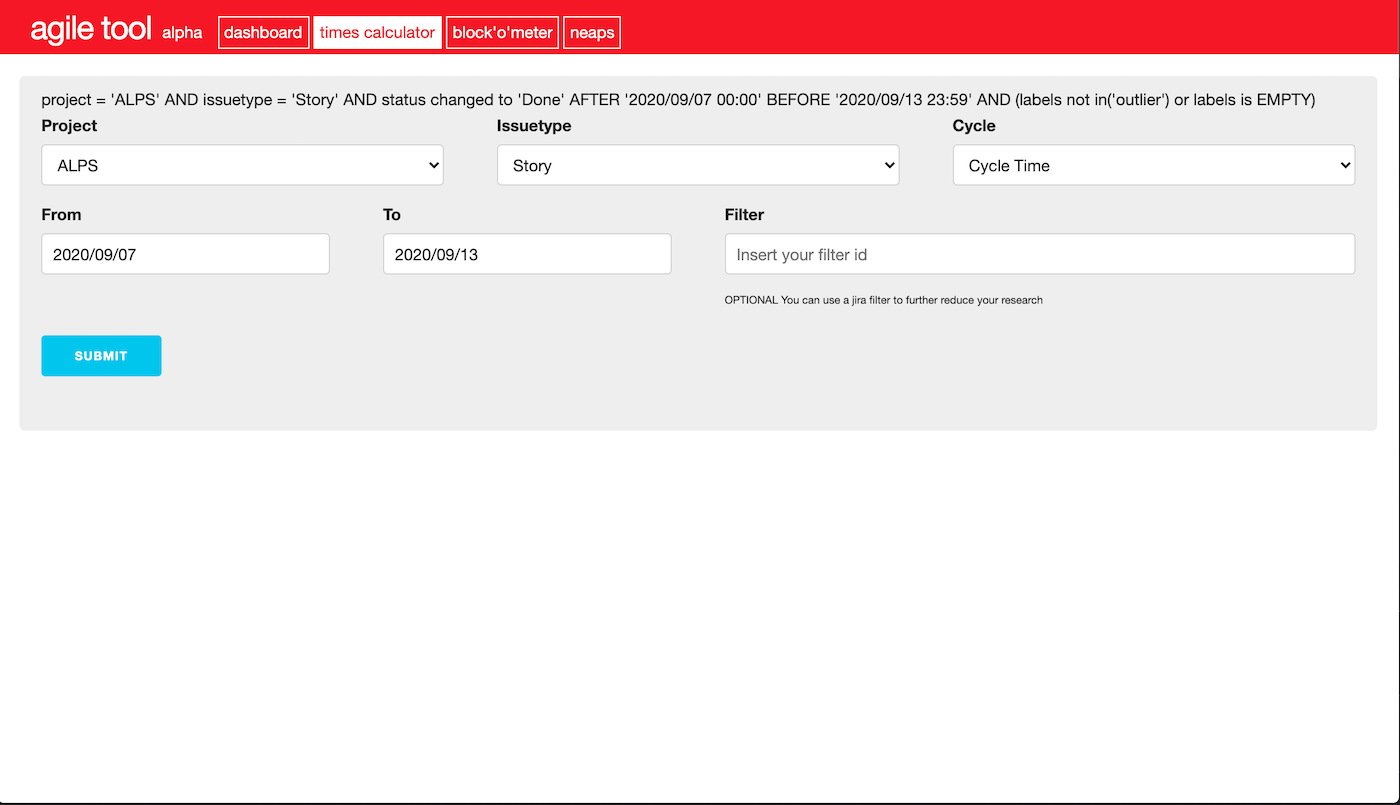 agile tool alpha dashboard times calculator block'o'meter neaps
project = 'ALPS' AND issuetype = 'Story' AND status changed to 'Done' AFTER '2020/09/07 00:00' BEFORE '2020/09/13 23:59' AND (labels not in('outlier') or labels is EMPTY)
Project Issuetype Cycle
ALPS Story Cycle Time
From To Filter
2020/09/07 2020/09/13 Insert your filter id
OPTIONAL You can use a jira filter to further reduce your research
SUBMIT